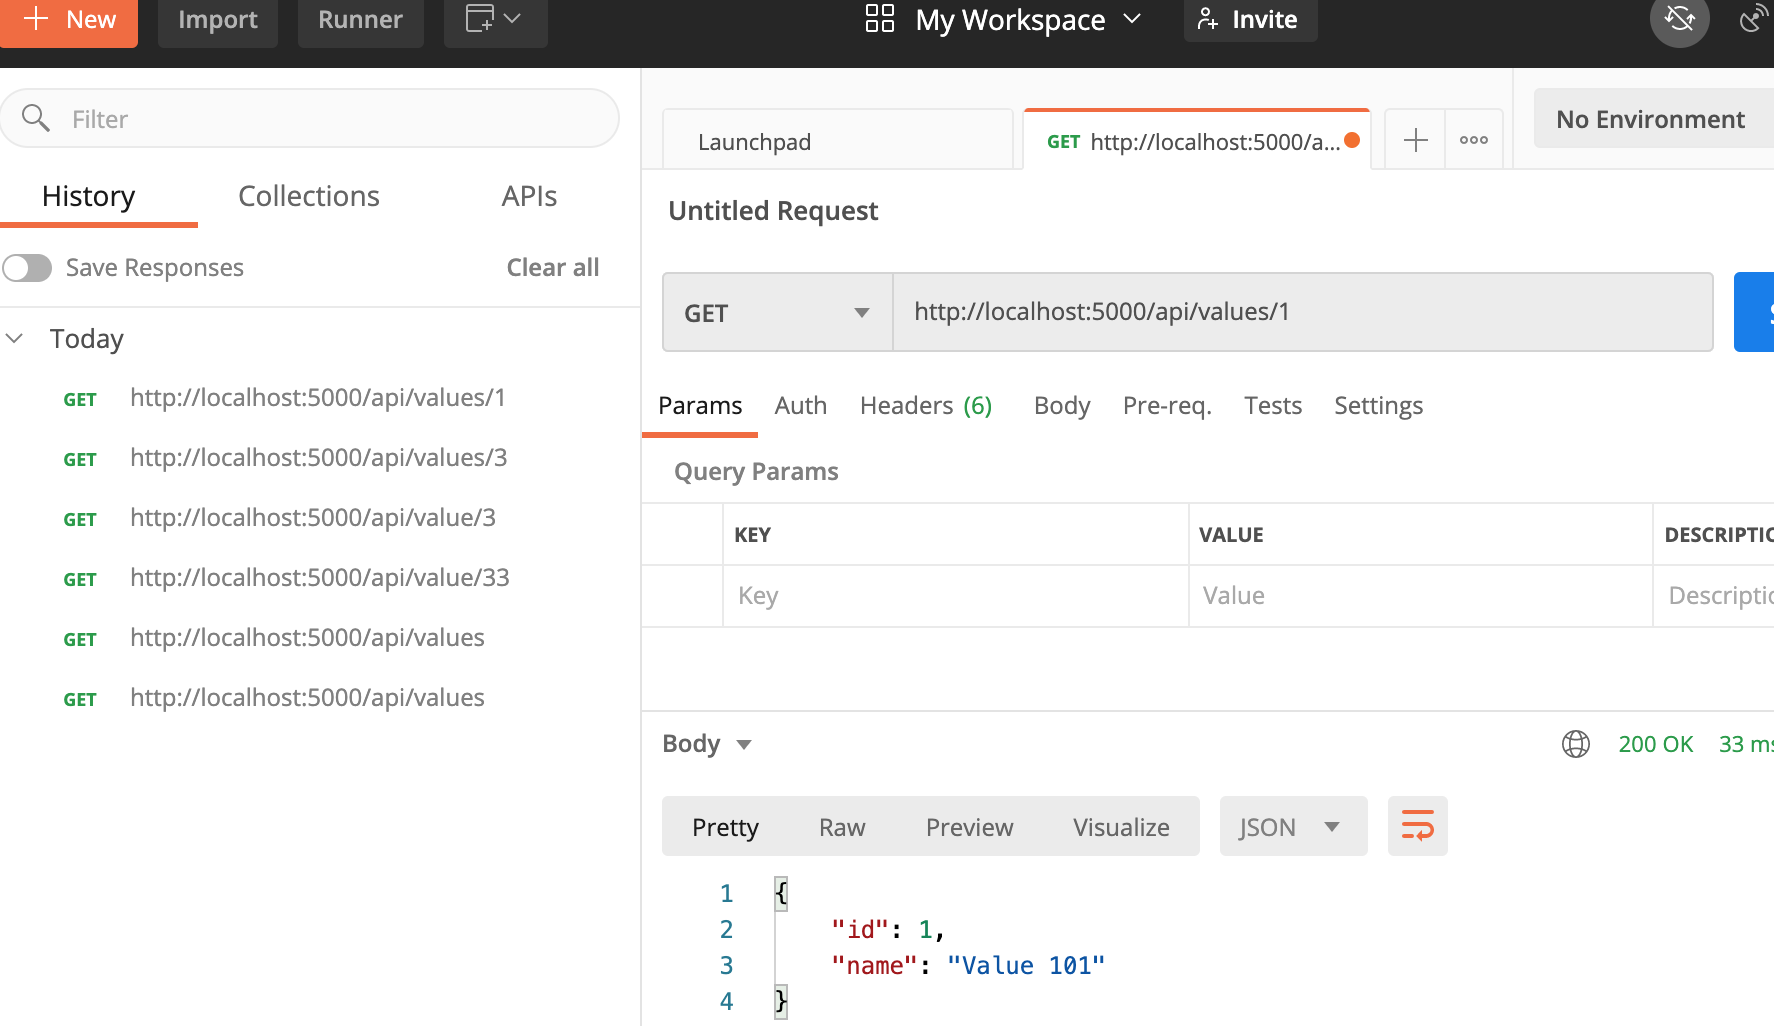 New Import Runner My Workspace Invite
Filter
Launchpad GET http://localhost:5000/a... No Environment
History Collections APIs
Untitled Request
Save Responses Clear all
GET http://localhost:5000/api/values/1
Today
GET http://localhost:5000/api/values/1
GET http://localhost:5000/api/values/3
GET http://localhost:5000/api/value/3
GET http://localhost:5000/api/value/33
GET http://localhost:5000/api/values
GET http://localhost:5000/api/values
Params Auth Headers (6) Body Pre-req. Tests Settings
Query Params
KEY VALUE DESCRIPTIO
Key Value Descriptio
Body 200 OK 33 ms
Pretty Raw Preview Visualize JSON
1 {
2 "id": 1,
3 "name": "Value 101"
4 }